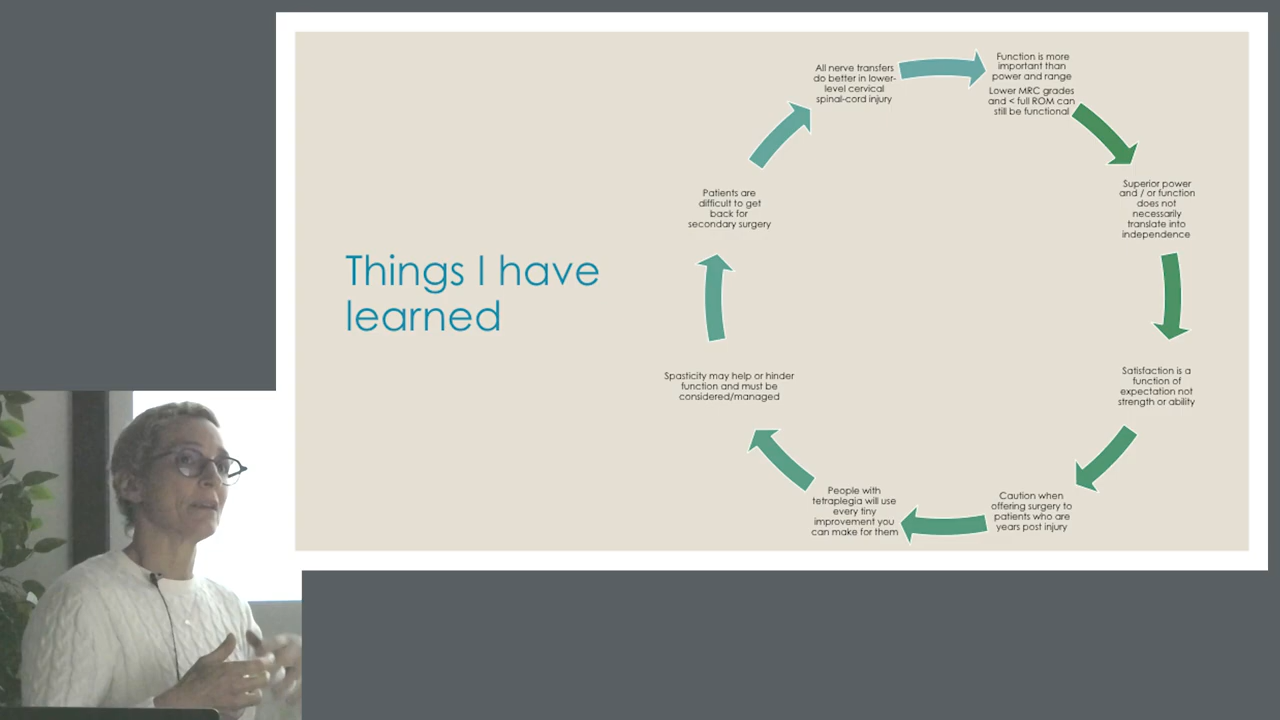 Things I have
learned
All nerve transfers
do better in lower-
level cervical
spinal-cord injury
Function is more
important than
power and range
Lower MRC grades
and < full ROM can
still be functional
Superior power
and / or function
does not
necessarily
translate into
independence
Satisfaction is a
function of
expectation not
strength or ability
Caution when
offering surgery to
patients who are
years post injury
People with
tetraplegia will use
every tiny
improvement you
can make for them
Spasticity may help or hinder
function and must be
considered/managed
Patients are
difficult to get
back for
secondary surgery